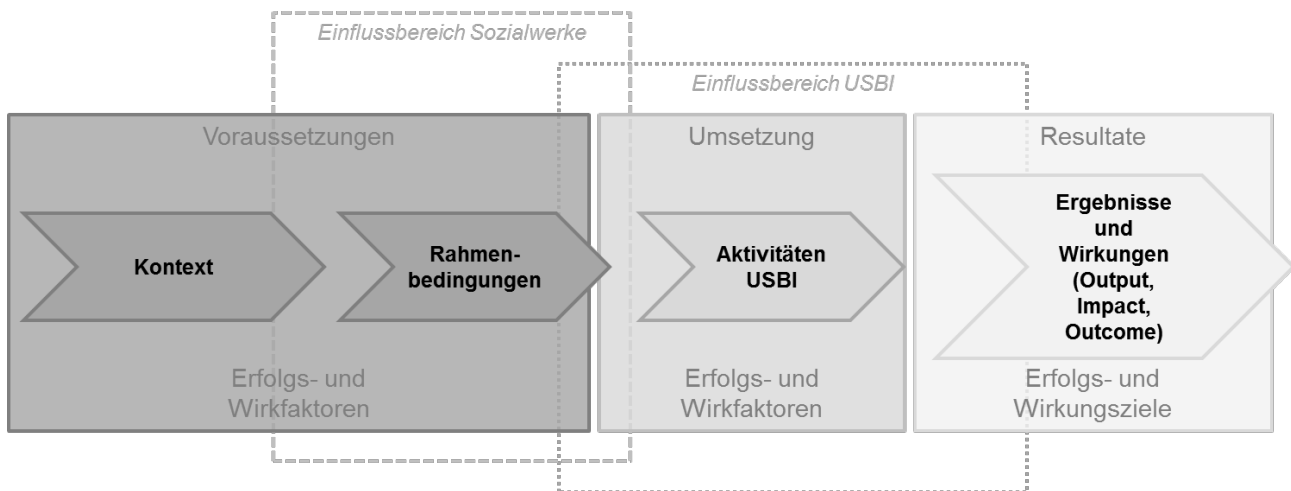 Einflussbereich Sozialwerke
Einflussbereich USBI
Voraussetzungen
Kontext
Rahmen-
bedingungen
Erfolgs- und
Wirkfaktoren
Umsetzung
Aktivitäten
USBI
Erfolgs- und
Wirkfaktoren
Resultate
Ergebnisse
und
Wirkungen
(Output,
Impact,
Outcome)
Erfolgs- und
Wirkungsziele